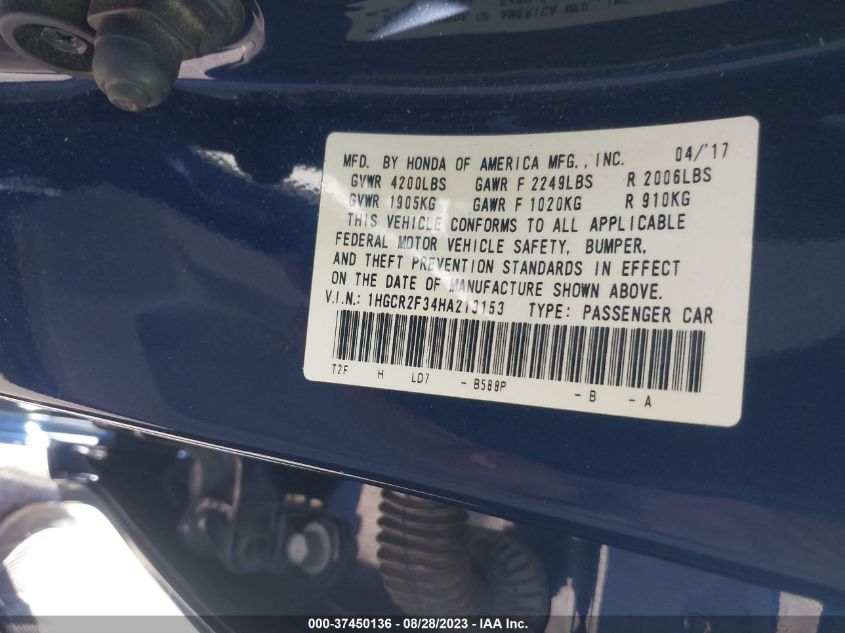 MFD. BY HONDA OF AMERICA MFG., INC. 04/'17
GVWR 4200LBS GAWR F 2249LBS R 2006LBS
GVWR 1905KG GAWR F 1020KG R 910KG
THIS VEHICLE CONFORMS TO ALL APPLICABLE
FEDERAL MOTOR VEHICLE SAFETY, BUMPER,
AND THEFT PREVENTION STANDARDS IN EFFECT
ON THE DATE OF MANUFACTURE SHOWN ABOVE.
V.I.N.: 1HGCR2F34HA213153 TYPE: PASSENGER CAR
T2F H LD7 - B588P - B - A
000-37450136 - 08/28/2023 - IAA Inc.